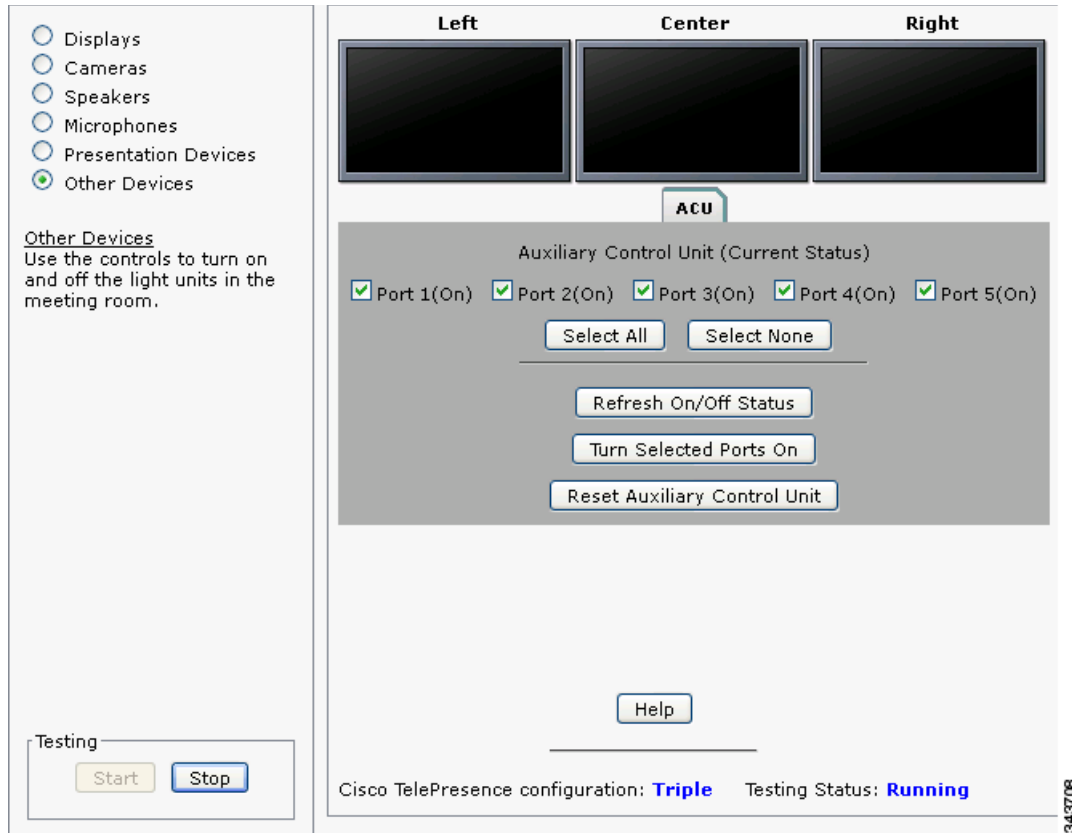 Displays
Cameras
Speakers
Microphones
Presentation Devices
Other Devices
Other Devices
Use the controls to turn on
and off the light units in the
meeting room.
Testing
Start Stop
Left Center Right
ACU
Auxiliary Control Unit (Current Status)
Port 1(On) Port 2(On) Port 3(On) Port 4(On) Port 5(On)
Select All Select None
Refresh On/Off Status
Turn Selected Ports On
Reset Auxiliary Control Unit
Help
Cisco TelePresence configuration: Triple Testing Status: Running
343708